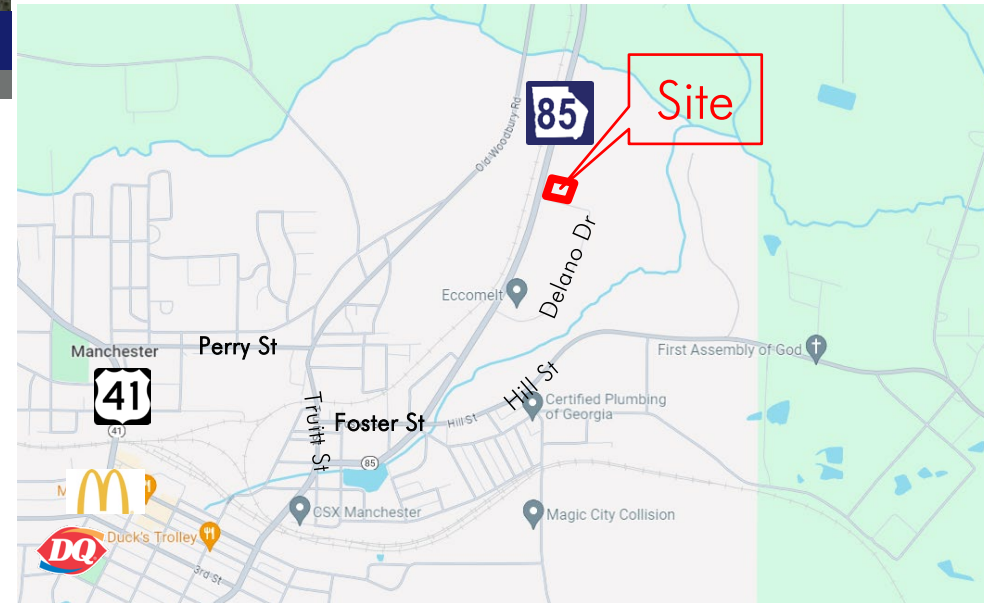 Site
85
Old Woodbury Rd
Delano Dr
Eccomelt
Manchester
Perry St
First Assembly of God
41
Hill St
Certified Plumbing
of Georgia
Truitt St
Foster St
Hill St
41
85
M
CSX Manchester
Magic City Collision
DQ
Duck's Trolley
3rd St